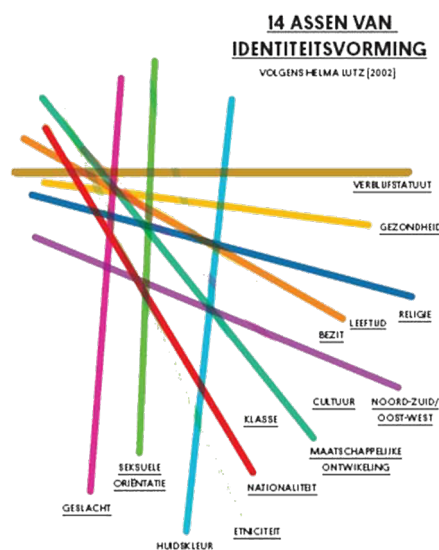 14 ASSEN VAN
IDENTITEITSVORMING
VOLGENS HELMA LUTZ [2002]
VERBLIJFSTATUUT
GEZONDHEID
RELIGIE
LEEFTIJD
BEZIT
NOORD-ZUID/
OOST-WEST
CULTUUR
KLASSE
MAATSCHAPPELIJKE
ONTWIKELING
SEKSUELE
ORIËNTATIE
NATIONALITEIT
GESLACHT
ETNICITEIT
HUIDSKLEUR